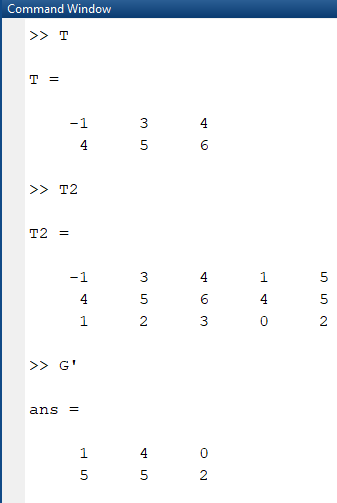 Command Window
>> T
T =
-1 3 4
4 5 6
>> T2
T2 =
-1 3 4 1 5
4 5 6 4 5
1 2 3 0 2
>> G'
ans =
1 4 0
5 5 2